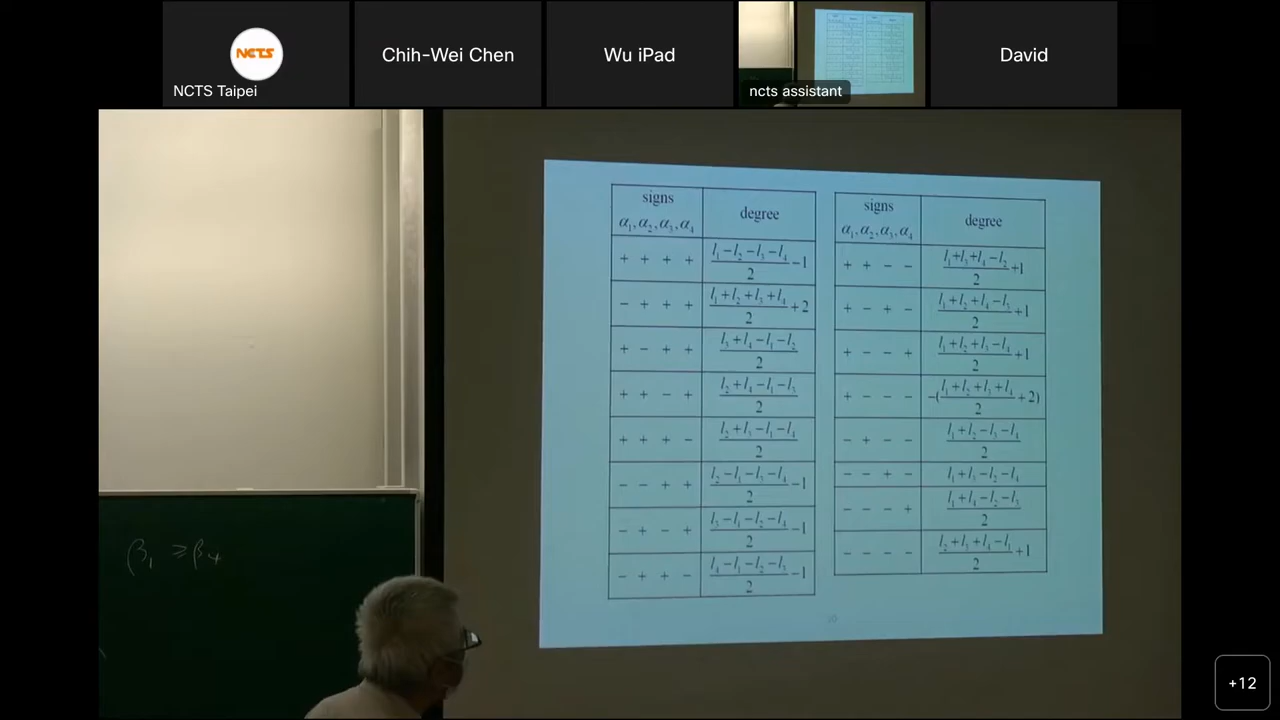 NCTS
NCTS Taipei
Chih-Wei Chen
Wu iPad
ncts assistant
David
signs
α₁, α₂, α₃, α₄
degree
+ + + +
(l₁ − l₂ − l₃ − l₄)/2 − 1
− + + +
(l₁ + l₂ + l₃ + l₄)/2 + 2
+ − + +
(l₃ + l₄ − l₁ − l₂)/2
+ + − +
(l₂ + l₄ − l₁ − l₃)/2
+ + + −
(l₂ + l₃ − l₁ − l₄)/2
− − + +
(l₂ − l₁ − l₃ − l₄)/2 − 1
− + − +
(l₃ − l₁ − l₂ − l₄)/2 − 1
− + + −
(l₄ − l₁ − l₂ − l₃)/2 − 1
signs
α₁, α₂, α₃, α₄
degree
+ + − −
(l₁ + l₃ + l₄ − l₂)/2 + 1
+ − + −
(l₁ + l₂ + l₄ − l₃)/2 + 1
+ − − +
(l₁ + l₂ + l₃ − l₄)/2 + 1
+ − − −
−((l₁ + l₂ + l₃ + l₄)/2 + 2)
− + − −
(l₁ + l₂ − l₃ − l₄)/2
− − + −
l₁ + l₃ − l₂ − l₄
− − − +
(l₁ + l₄ − l₂ − l₃)/2
− − − −
(l₂ + l₃ + l₄ − l₁)/2 + 1
β₁ ≥ β₄
+12